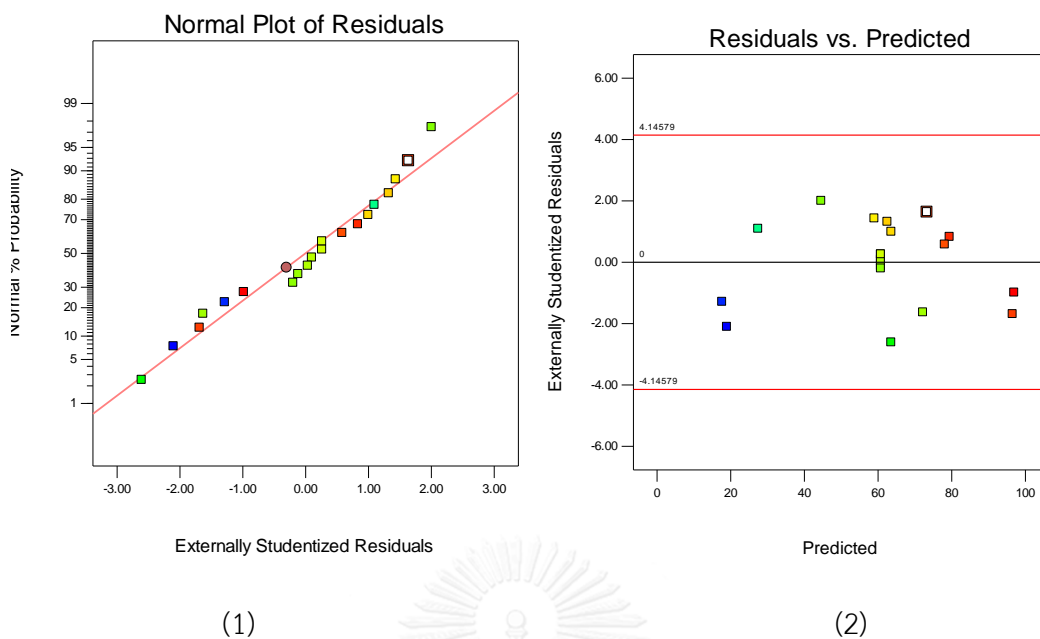 Normal Plot of Residuals
Normal % Probability
99
95
90
80
70
50
30
20
10
5
1
-3.00 -2.00 -1.00 0.00 1.00 2.00 3.00
Externally Studentized Residuals
(1)
Residuals vs. Predicted
Externally Studentized Residuals
6.00
4.00
2.00
0.00
-2.00
-4.00
-6.00
4.14579
0
-4.14579
0 20 40 60 80 100
Predicted
(2)